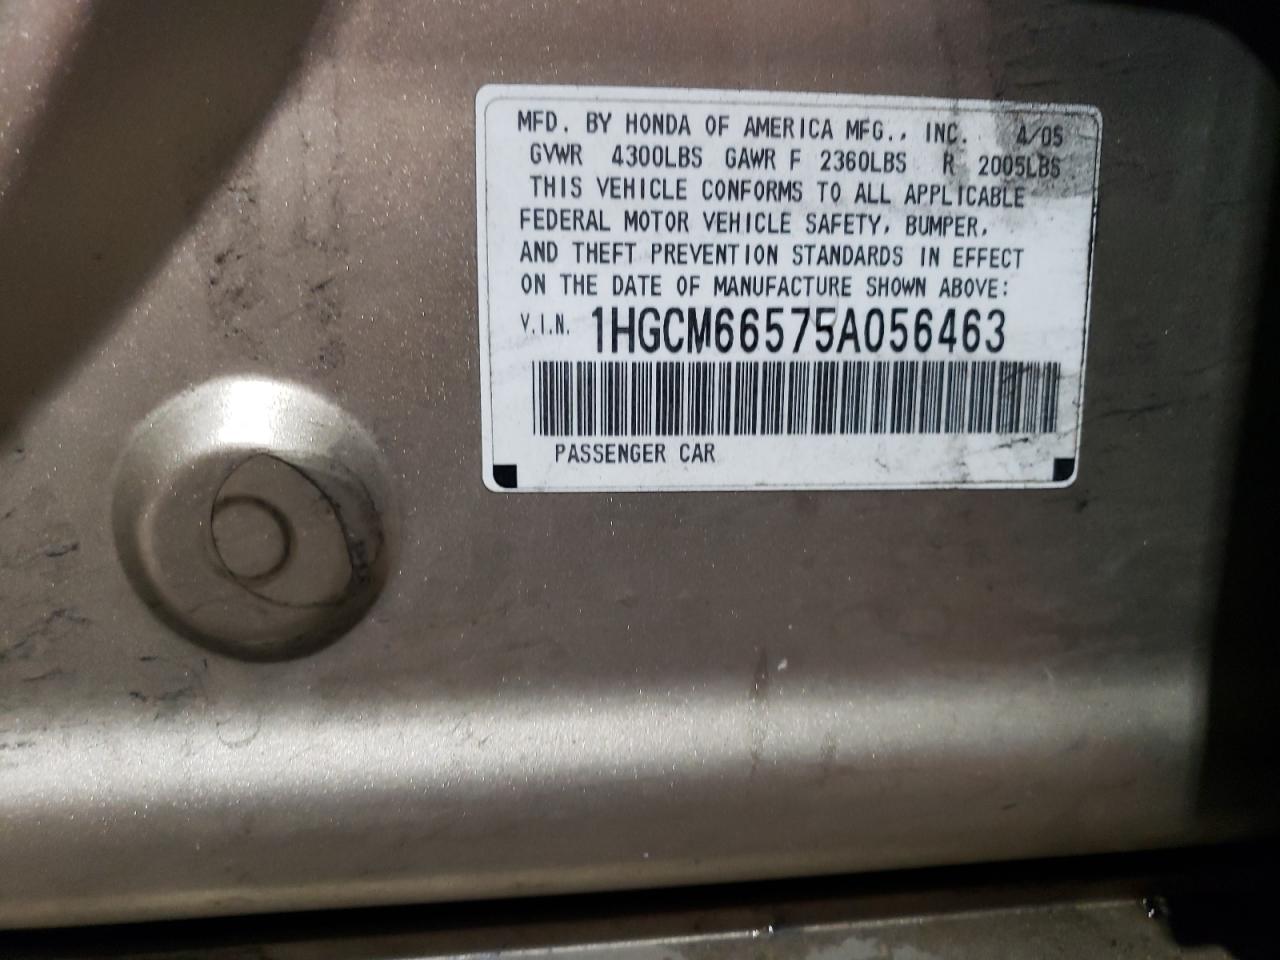 MFD. BY HONDA OF AMERICA MFG., INC. 4/05
GVWR 4300LBS GAWR F 2360LBS R 2005LBS
THIS VEHICLE CONFORMS TO ALL APPLICABLE
FEDERAL MOTOR VEHICLE SAFETY, BUMPER,
AND THEFT PREVENTION STANDARDS IN EFFECT
ON THE DATE OF MANUFACTURE SHOWN ABOVE:
V.I.N. 1HGCM66575A056463
PASSENGER CAR